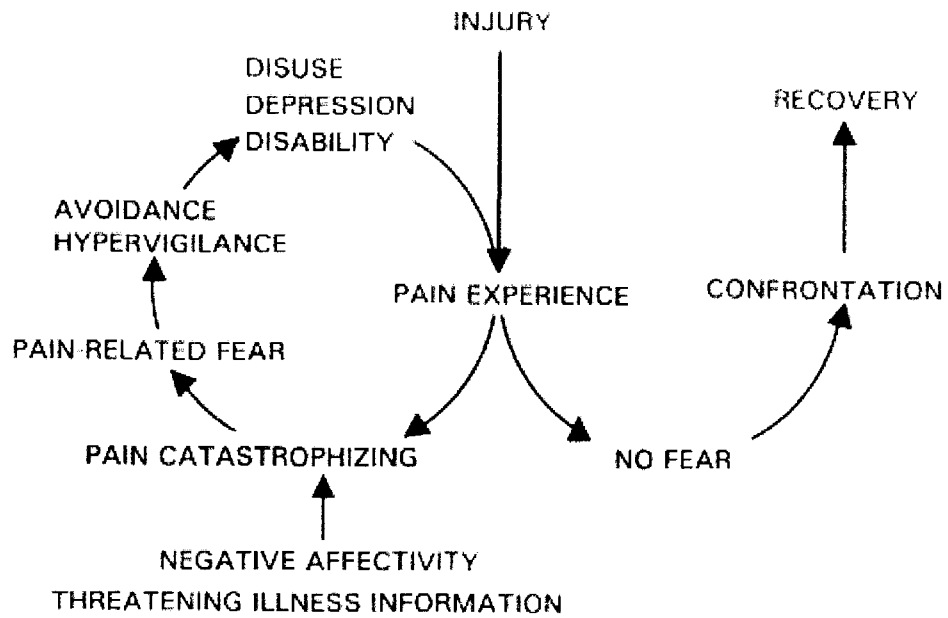 INJURY
DISUSE
DEPRESSION
DISABILITY
RECOVERY
AVOIDANCE
HYPERVIGILANCE
PAIN EXPERIENCE
CONFRONTATION
PAIN-RELATED FEAR
PAIN CATASTROPHIZING
NO FEAR
NEGATIVE AFFECTIVITY
THREATENING ILLNESS INFORMATION